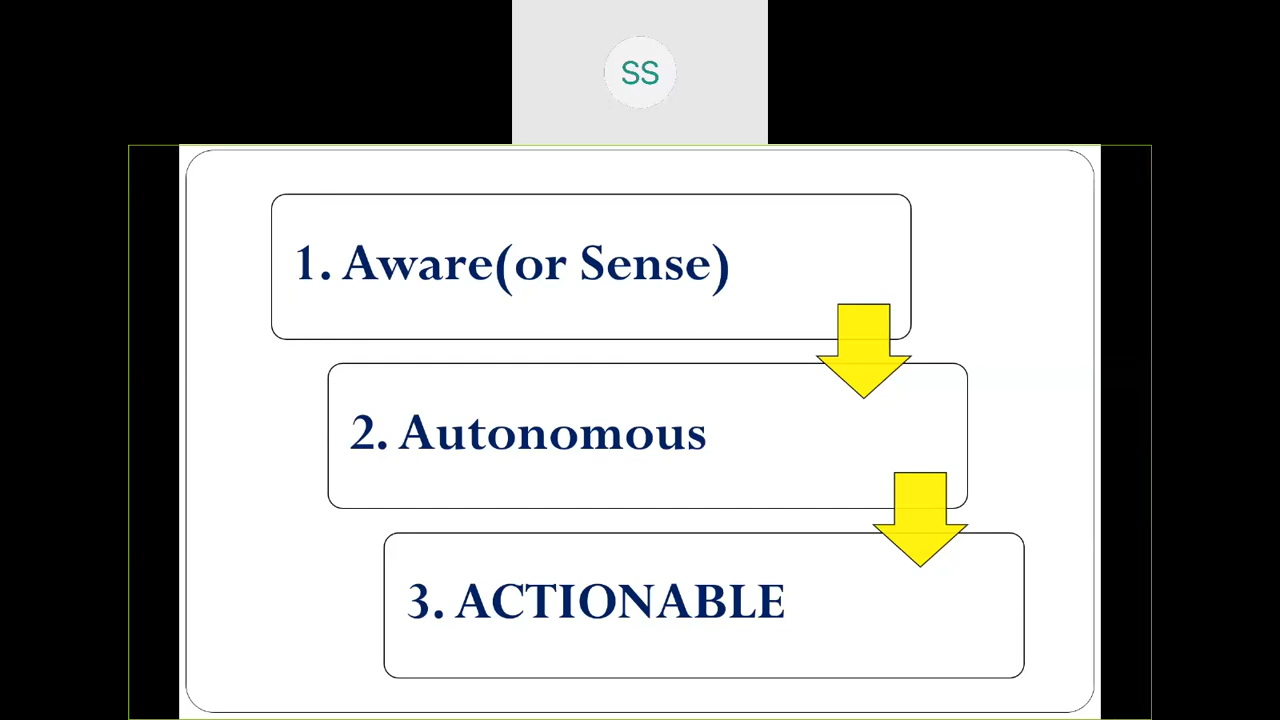 SS
1. Aware(or Sense)
2. Autonomous
3. ACTIONABLE